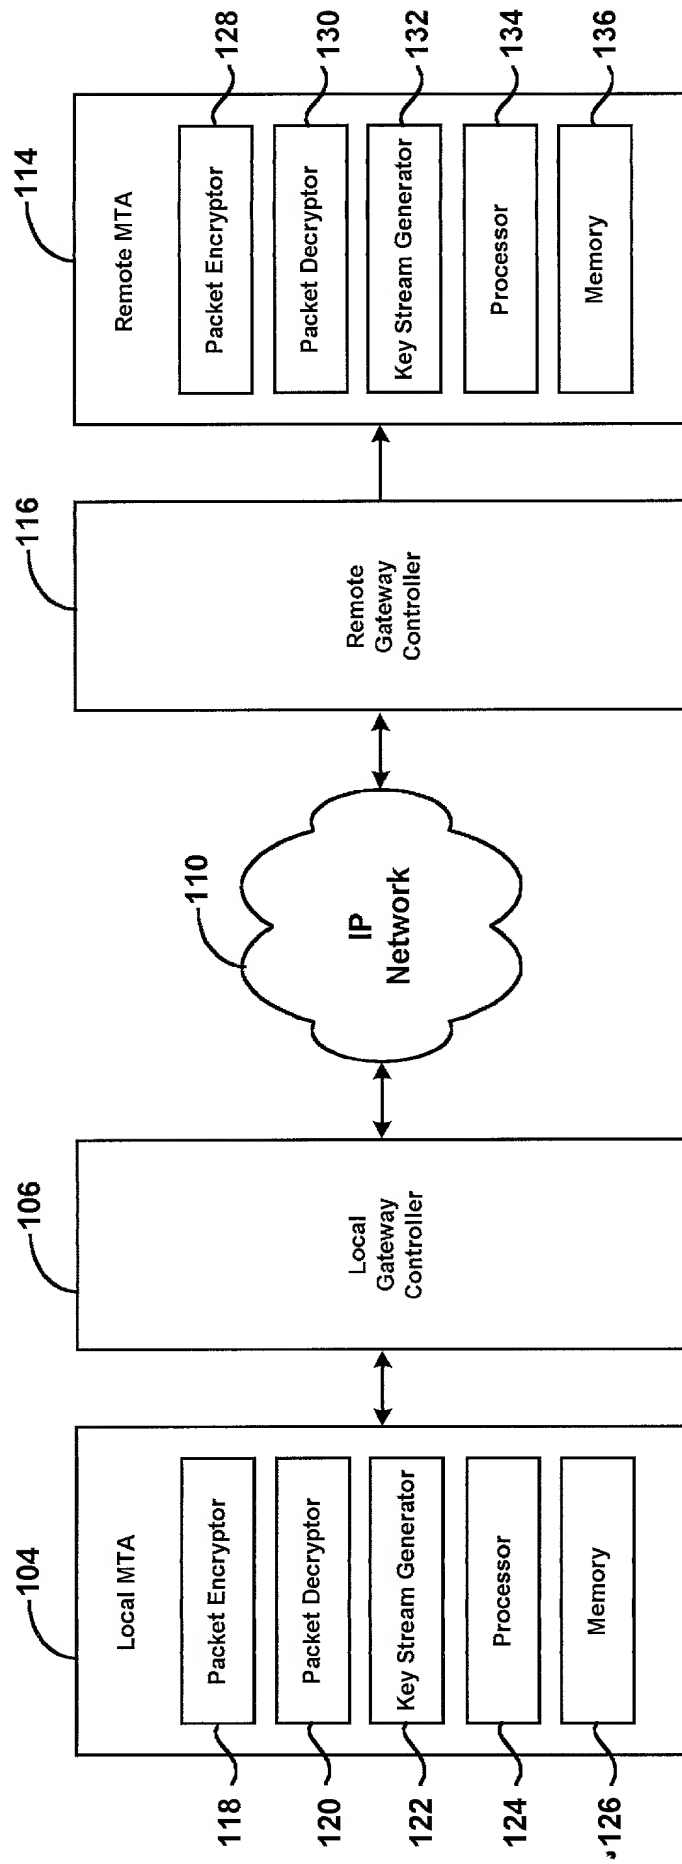 104
106
110
116
114
Local MTA
Packet Encryptor
Packet Decryptor
Key Stream Generator
Processor
Memory
118
120
122
124
126
Local
Gateway
Controller
IP
Network
Remote
Gateway
Controller
Remote MTA
Packet Encryptor
Packet Decryptor
Key Stream Generator
Processor
Memory
128
130
132
134
136